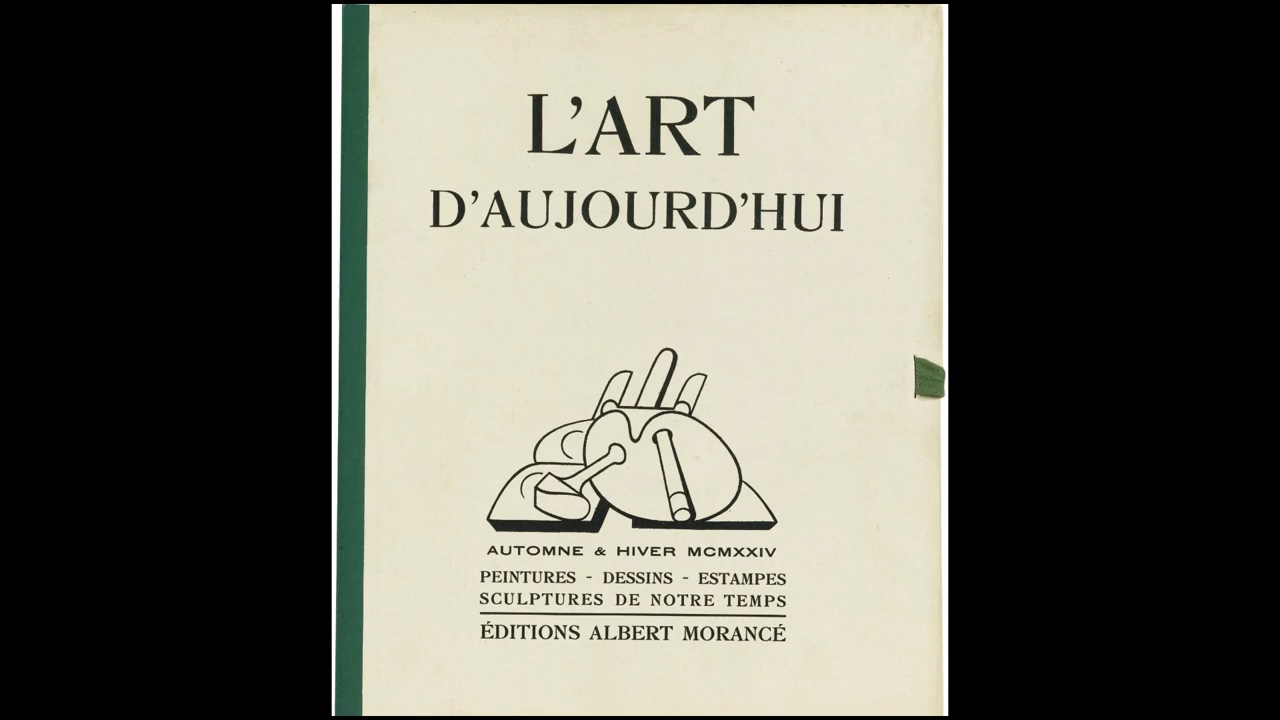 L'ART
D'AUJOURD'HUI
AUTOMNE & HIVER MCMXXIV
PEINTURES - DESSINS - ESTAMPES
SCULPTURES DE NOTRE TEMPS
ÉDITIONS ALBERT MORANCÉ